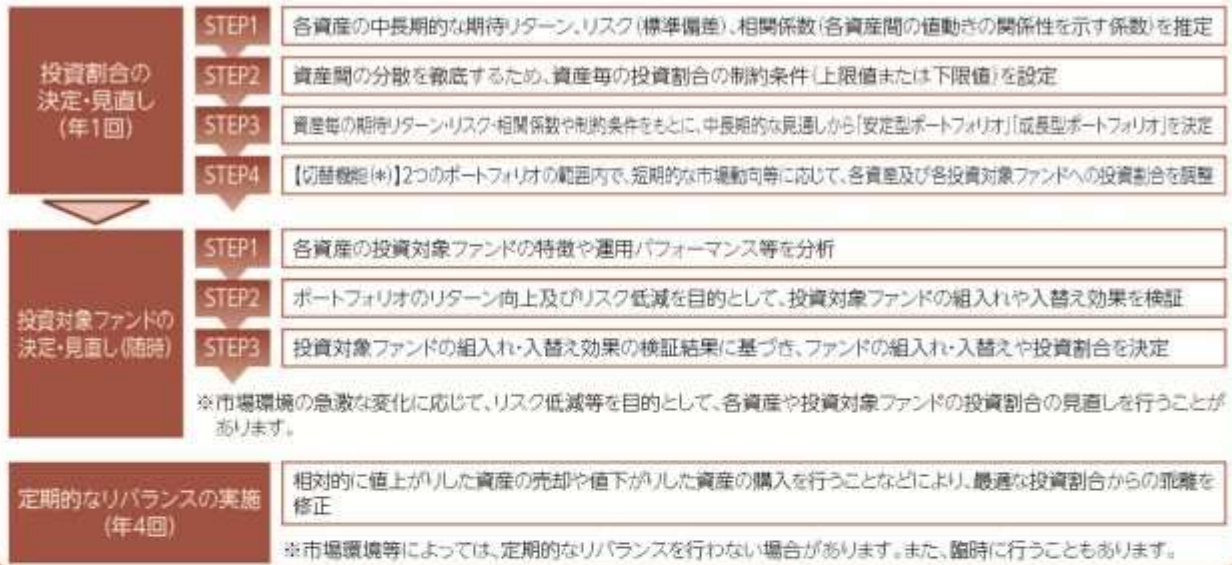 投資割合の
決定・見直し
(年1回)
STEP1
各資産の中長期的な期待リターン、リスク(標準偏差)、相関係数(各資産間の値動きの関係性を示す係数)を推定
STEP2
資産間の分散を徹底するため、資産毎の投資割合の制約条件(上限値または下限値)を設定
STEP3
資産毎の期待リターン・リスク・相関係数や制約条件をもとに、中長期的な見通しから「安定型ポートフォリオ」「成長型ポートフォリオ」を決定
STEP4
【切替機能(*)】2つのポートフォリオの範囲内で、短期的な市場動向等に応じて、各資産及び各投資対象ファンドへの投資割合を調整
投資対象ファンドの
決定・見直し(随時)
STEP1
各資産の投資対象ファンドの特徴や運用パフォーマンス等を分析
STEP2
ポートフォリオのリターン向上及びリスク低減を目的として、投資対象ファンドの組入れや入替え効果を検証
STEP3
投資対象ファンドの組入れ・入替え効果の検証結果に基づき、ファンドの組入れ・入替えや投資割合を決定
※市場環境の急激な変化に応じて、リスク低減等を目的として、各資産や投資対象ファンドの投資割合の見直しを行うことが
あります。
定期的なリバランスの実施
(年4回)
相対的に値上がりした資産の売却や値下がりした資産の購入を行うことなどにより、最適な投資割合からの乖離を
修正
※市場環境等によっては、定期的なリバランスを行わない場合があります。また、臨時に行うこともあります。